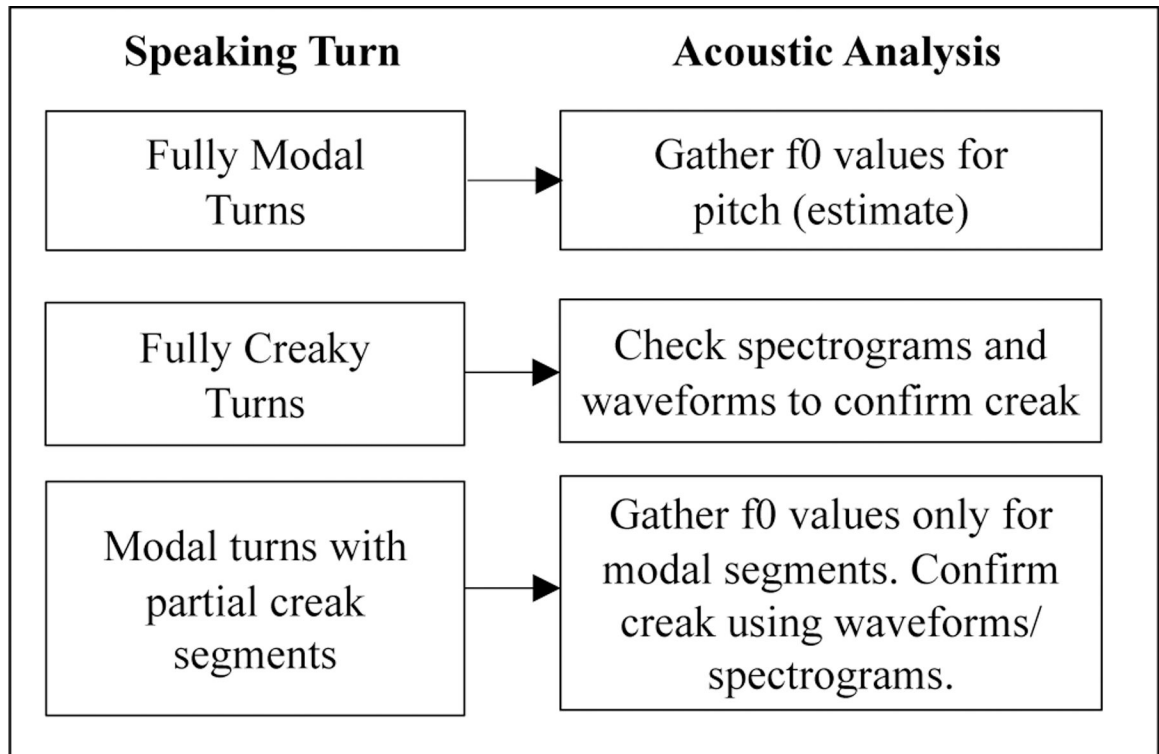 Speaking Turn
Acoustic Analysis
Fully Modal
Turns
Gather f0 values for
pitch (estimate)
Fully Creaky
Turns
Check spectrograms and
waveforms to confirm creak
Modal turns with
partial creak
segments
Gather f0 values only for
modal segments. Confirm
creak using waveforms/
spectrograms.